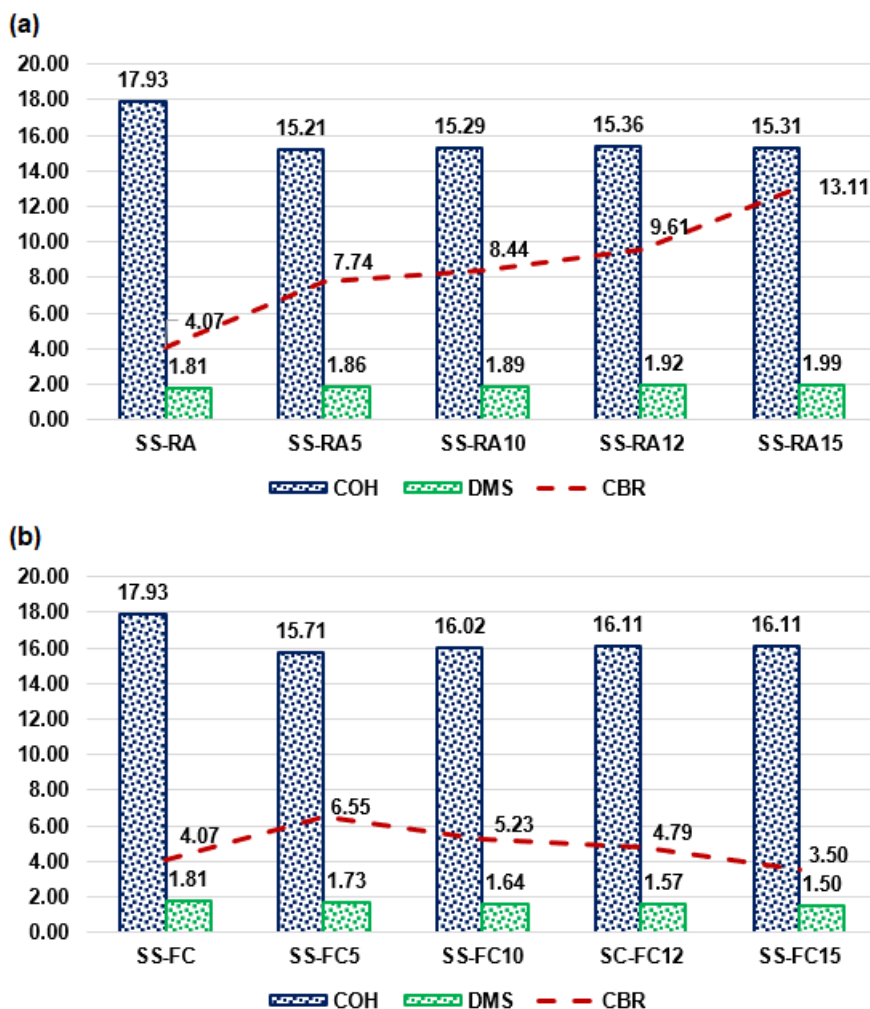 (a)
20.00
17.93
18.00
15.21 15.29 15.36 15.31
16.00
14.00
13.11
12.00
9.61
10.00
8.44
7.74
8.00
6.00
4.07
4.00
1.81 1.86 1.89 1.92 1.99
2.00
0.00
SS-RA SS-RA5 SS-RA10 SS-RA12 SS-RA15
COH DMS CBR
(b)
20.00
17.93
18.00
15.71 16.02 16.11 16.11
16.00
14.00
12.00
10.00
8.00
6.55
6.00
4.07 5.23 4.79 3.50
4.00
1.81 1.73 1.64 1.57 1.50
2.00
0.00
SS-FC SS-FC5 SS-FC10 SC-FC12 SS-FC15
COH DMS CBR